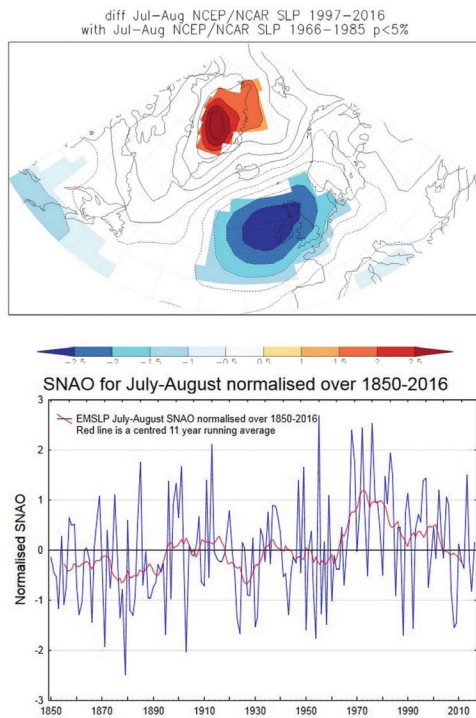 diff Jul-Aug NCEP/NCAR SLP 1997-2016
with Jul-Aug NCEP/NCAR SLP 1966-1985 p<5%
-2.5 -2 -1.5 -1 -0.5 0.5 1 1.5 2 2.5
SNAO for July-August normalised over 1850-2016
EMSLP July-August SNAO normalised over 1850-2016
Red line is a centred 11 year running average
Normalised SNAO
3
2
1
0
-1
-2
-3
1850 1870 1890 1910 1930 1950 1970 1990 2010